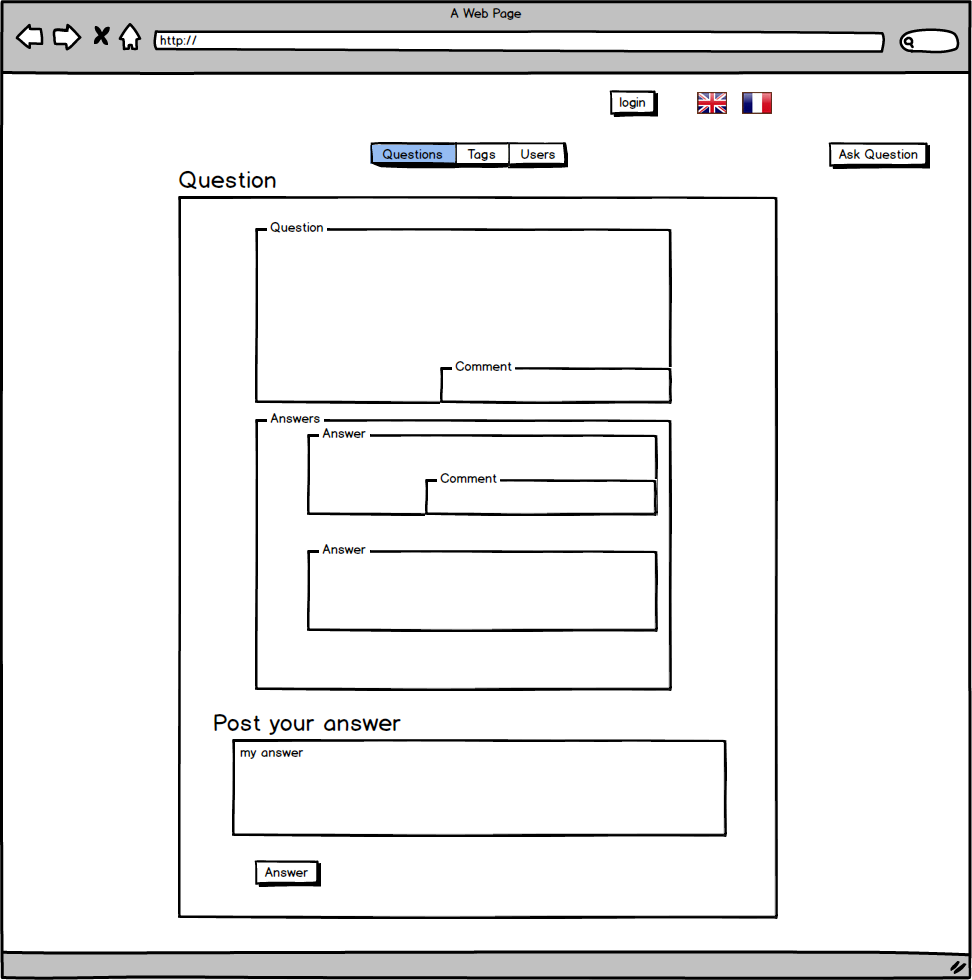 A Web Page
http://
login
Questions Tags Users
Ask Question
Question
Question
Comment
Answers
Answer
Comment
Answer
Post your answer
my answer
Answer